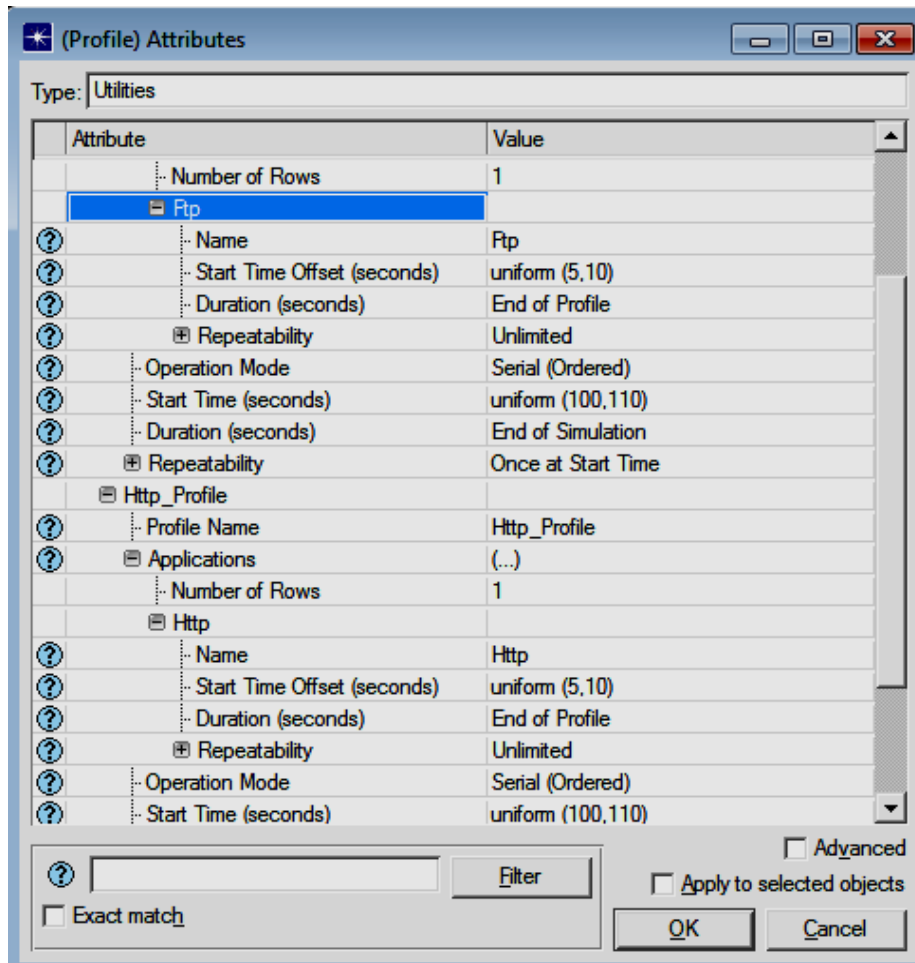 (Profile) Attributes
Type: Utilities
Attribute Value
Number of Rows 1
Ftp
Name Ftp
Start Time Offset (seconds) uniform (5,10)
Duration (seconds) End of Profile
Repeatability Unlimited
Operation Mode Serial (Ordered)
Start Time (seconds) uniform (100,110)
Duration (seconds) End of Simulation
Repeatability Once at Start Time
Http_Profile
Profile Name Http_Profile
Applications (...)
Number of Rows 1
Http
Name Http
Start Time Offset (seconds) uniform (5,10)
Duration (seconds) End of Profile
Repeatability Unlimited
Operation Mode Serial (Ordered)
Start Time (seconds) uniform (100,110)
Advanced
Filter
Apply to selected objects
Exact match
OK Cancel